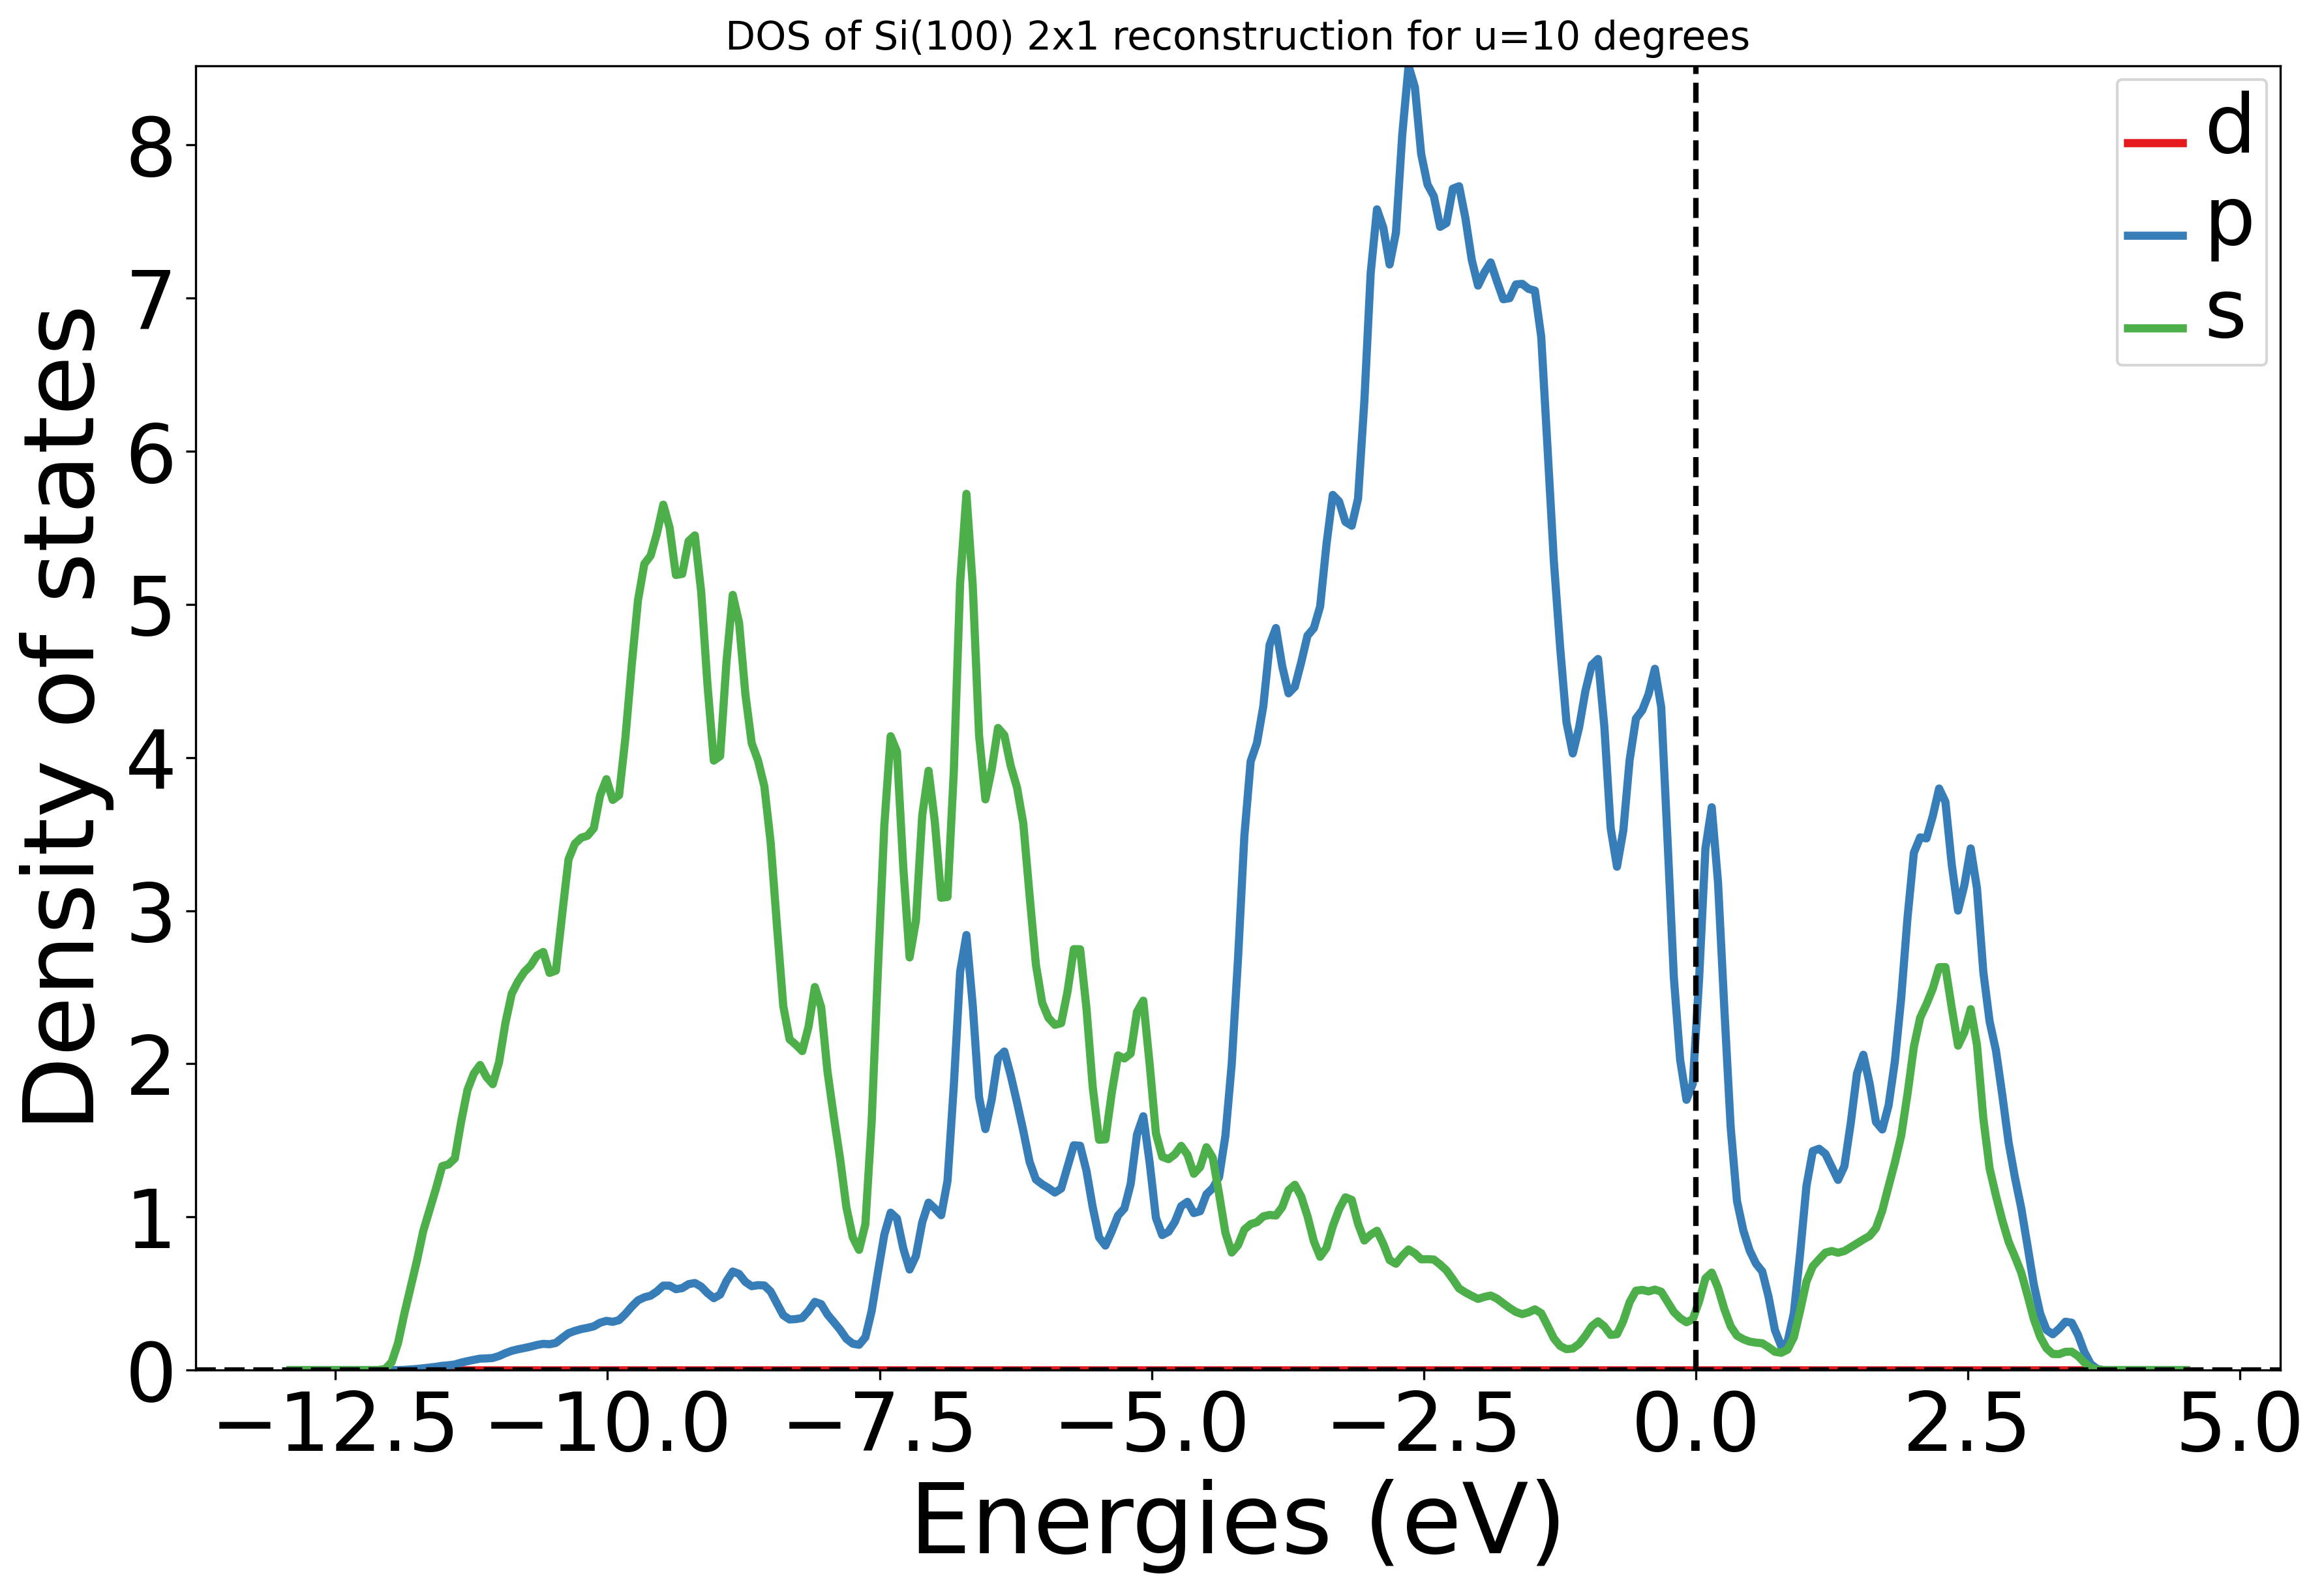 DOS of Si(100) 2x1 reconstruction for u=10 degrees
d
p
s
8
7
6
5
4
3
2
1
0
Density of states
−12.5 −10.0 −7.5 −5.0 −2.5 0.0 2.5 5.0
Energies (eV)